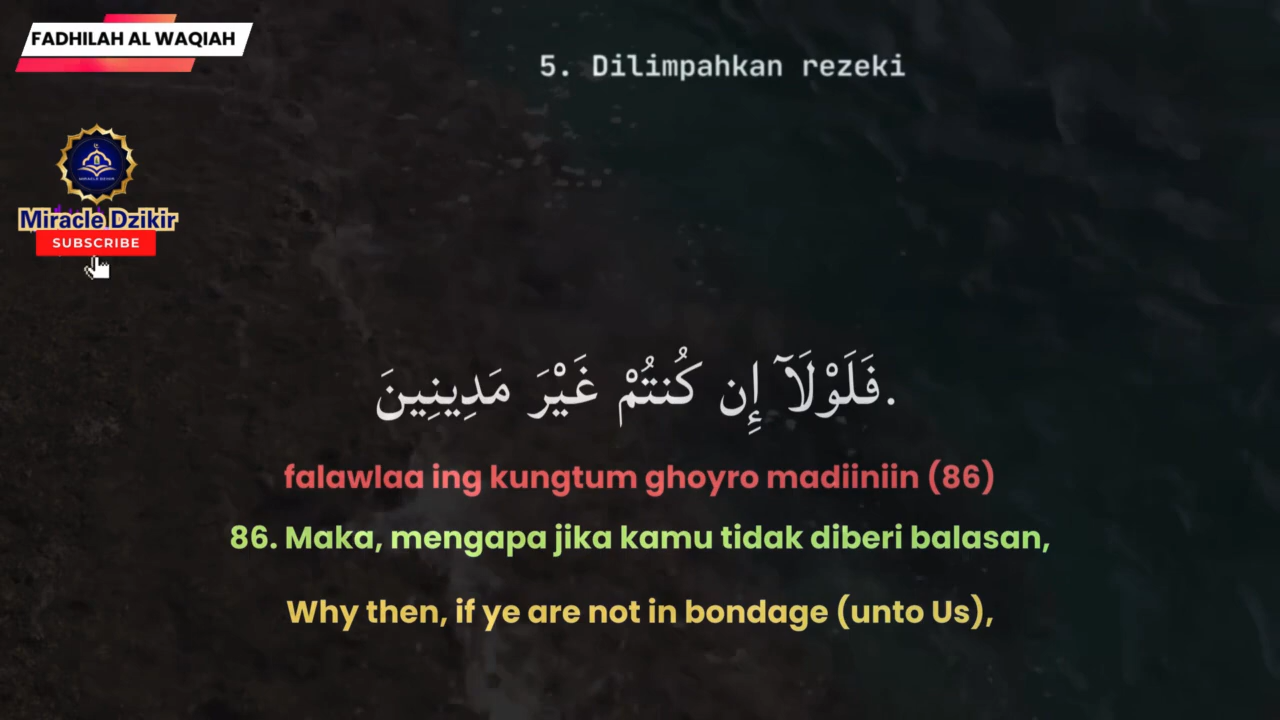 FADHILAH AL WAQIAH
5. Dilimpahkan rezeki
Miracle Dzikir
SUBSCRIBE
فَلَوْلَآ إِن كُنتُمْ غَيْرَ مَدِينِينَ.
falawlaa ing kungtum ghoyro madiiniin (86)
86. Maka, mengapa jika kamu tidak diberi balasan,
Why then, if ye are not in bondage (unto Us),